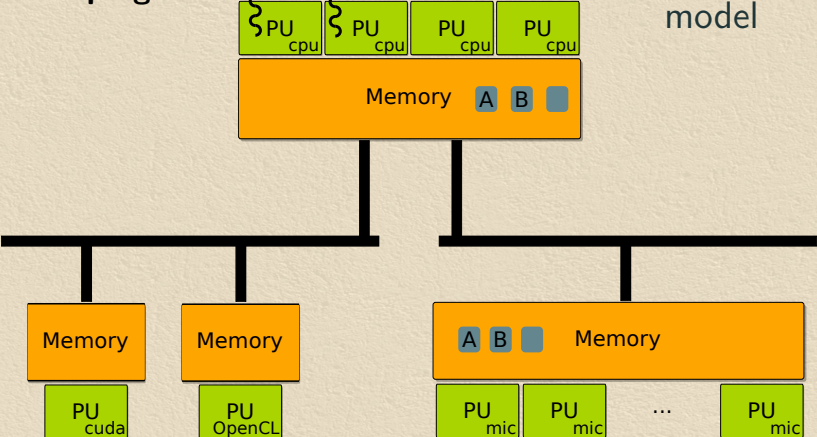 model
PU cpu PU cpu PU cpu PU cpu
Memory A B
Memory Memory A B Memory
PU cuda PU OpenCL PU mic PU mic ... PU mic